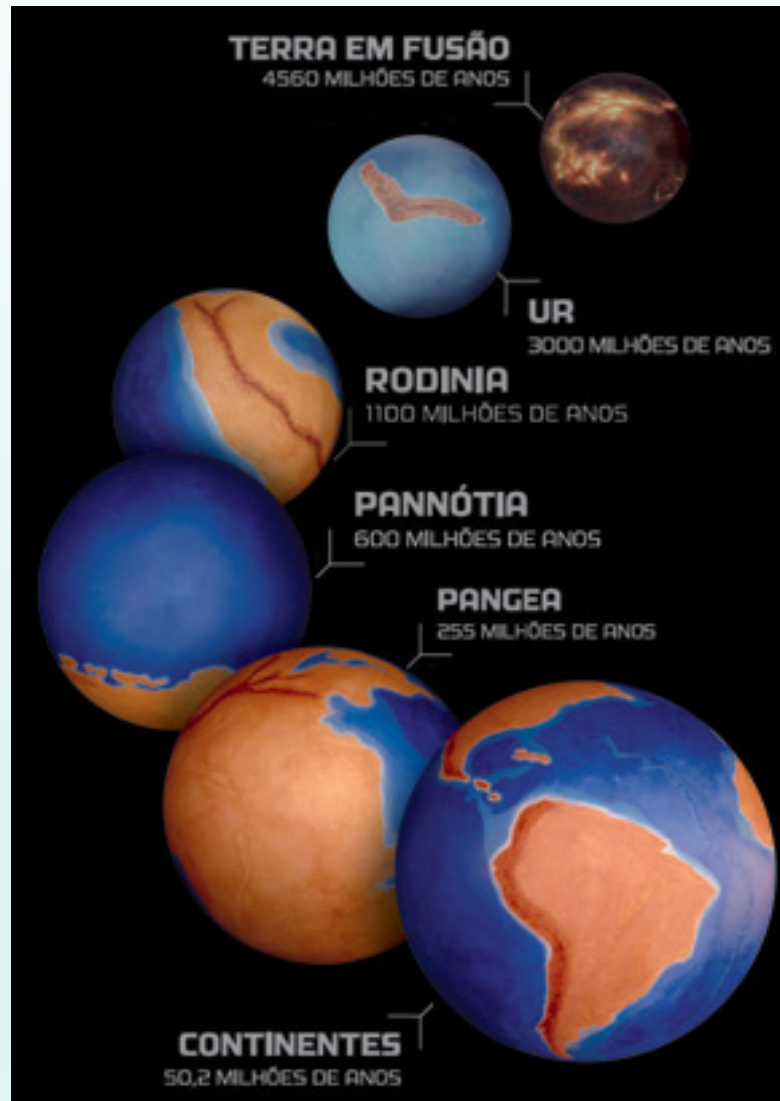 TERRA EM FUSÃO
4560 MILHÕES DE ANOS
UR
3000 MILHÕES DE ANOS
RODINIA
1100 MILHÕES DE ANOS
PANNÓTIA
600 MILHÕES DE ANOS
PANGEA
255 MILHÕES DE ANOS
CONTINENTES
50,2 MILHÕES DE ANOS